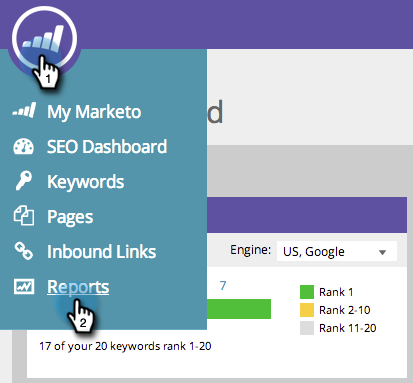 1
d
My Marketo
SEO Dashboard
Keywords
Pages
Inbound Links
Engine: US, Google
Reports
2
7
Rank 1
Rank 2-10
Rank 11-20
17 of your 20 keywords rank 1-20